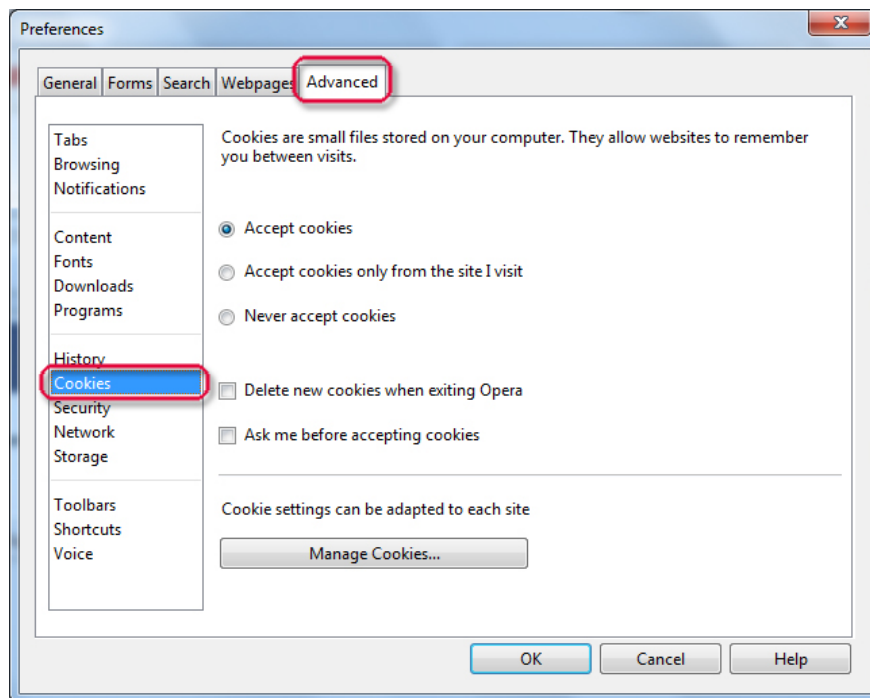 Preferences
General Forms Search Webpages Advanced
Tabs
Browsing
Notifications
Content
Fonts
Downloads
Programs
History
Cookies
Security
Network
Storage
Toolbars
Shortcuts
Voice
Cookies are small files stored on your computer. They allow websites to remember
you between visits.
Accept cookies
Accept cookies only from the site I visit
Never accept cookies
Delete new cookies when exiting Opera
Ask me before accepting cookies
Cookie settings can be adapted to each site
Manage Cookies...
OK Cancel Help